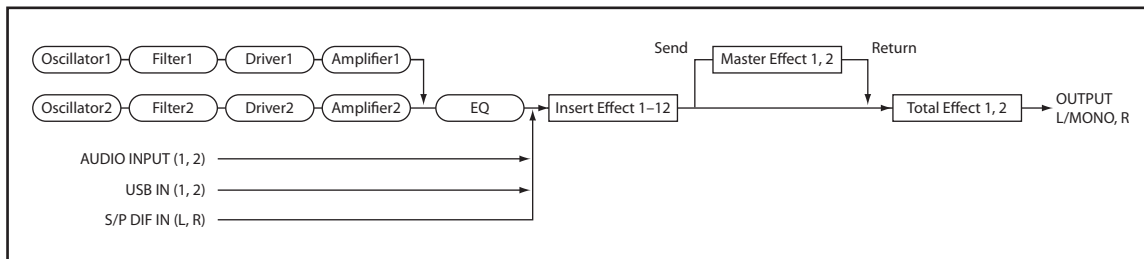 Oscillator1 Filter1 Driver1 Amplifier1
Send Master Effect 1, 2 Return
Oscillator2 Filter2 Driver2 Amplifier2 EQ Insert Effect 1–12 Total Effect 1, 2 OUTPUT
L/MONO, R
AUDIO INPUT (1, 2)
USB IN (1, 2)
S/P DIF IN (L, R)